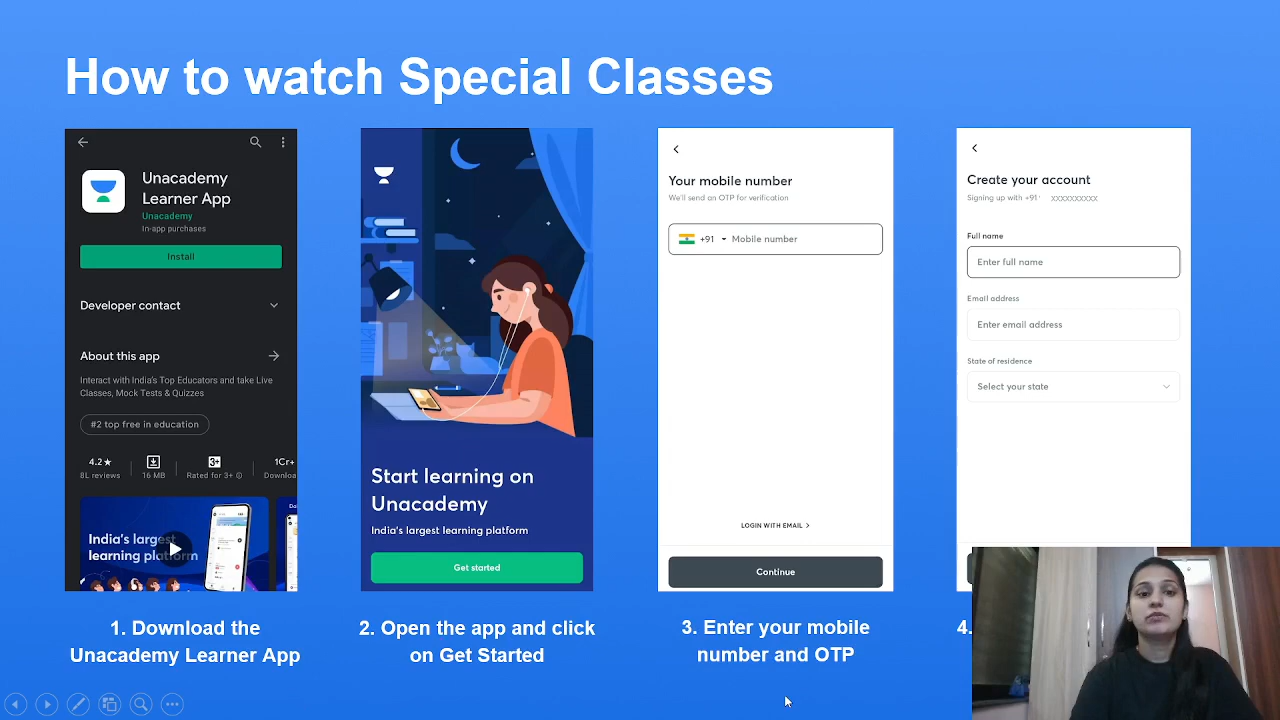 How to watch Special Classes
Unacademy
Learner App
Unacademy
In-app purchases
Install
Developer contact
About this app
Interact with India's Top Educators and take Live
Classes, Mock Tests & Quizzes
#2 top free in education
4.2★
8L reviews
16 MB
3+
Rated for 3+
1Cr+
Downloa
India's largest
learning platform
Start learning on
Unacademy
India's largest learning platform
Get started
Your mobile number
We'll send an OTP for verification
+91 Mobile number
LOGIN WITH EMAIL
Continue
Create your account
Signing up with +91 XXXXXXXXXX
Full name
Enter full name
Email address
Enter email address
State of residence
Select your state
1. Download the
Unacademy Learner App
2. Open the app and click
on Get Started
3. Enter your mobile
number and OTP
4.